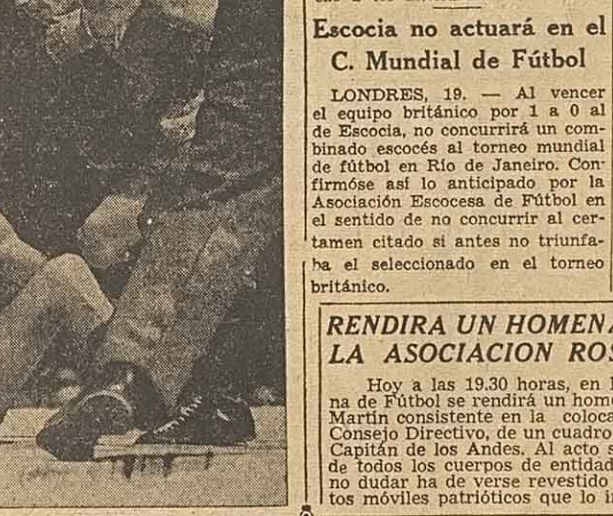 Escocia no actuará en el
C. Mundial de Fútbol
LONDRES, 19. — Al vencer
el equipo británico por 1 a 0 al
de Escocia, no concurrirá un com-
binado escocés al torneo mundial
de fútbol en Río de Janeiro. Con-
firmóse así lo anticipado por la
Asociación Escocesa de Fútbol en
el sentido de no concurrir al cer-
tamen citado si antes no triunfa-
ba el seleccionado en el torneo
británico.
RENDIRA UN HOMENA
LA ASOCIACION ROS
Hoy a las 19.30 horas, en
na de Fútbol se rendirá un home
Martín consistente en la coloca
Consejo Directivo, de un cuadro
Capitán de los Andes. Al acto s
de todos los cuerpos de entidad
no dudar ha de verse revestido
tos móviles patrióticos que lo i